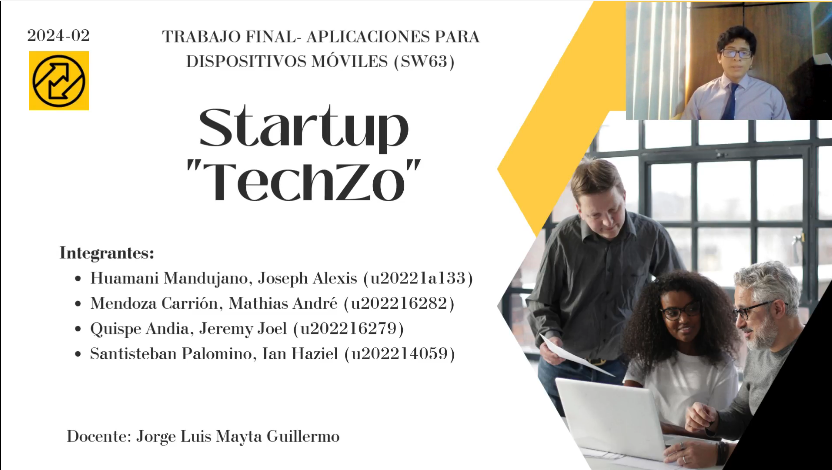 2024-02
TRABAJO FINAL- APLICACIONES PARA
DISPOSITIVOS MÓVILES (SW63)
Startup
"TechZo"
Integrantes:
• Huamani Mandujano, Joseph Alexis (u20221a133)
• Mendoza Carrión, Mathias André (u202216282)
• Quispe Andia, Jeremy Joel (u202216279)
• Santisteban Palomino, Ian Haziel (u202214059)
Docente: Jorge Luis Mayta Guillermo